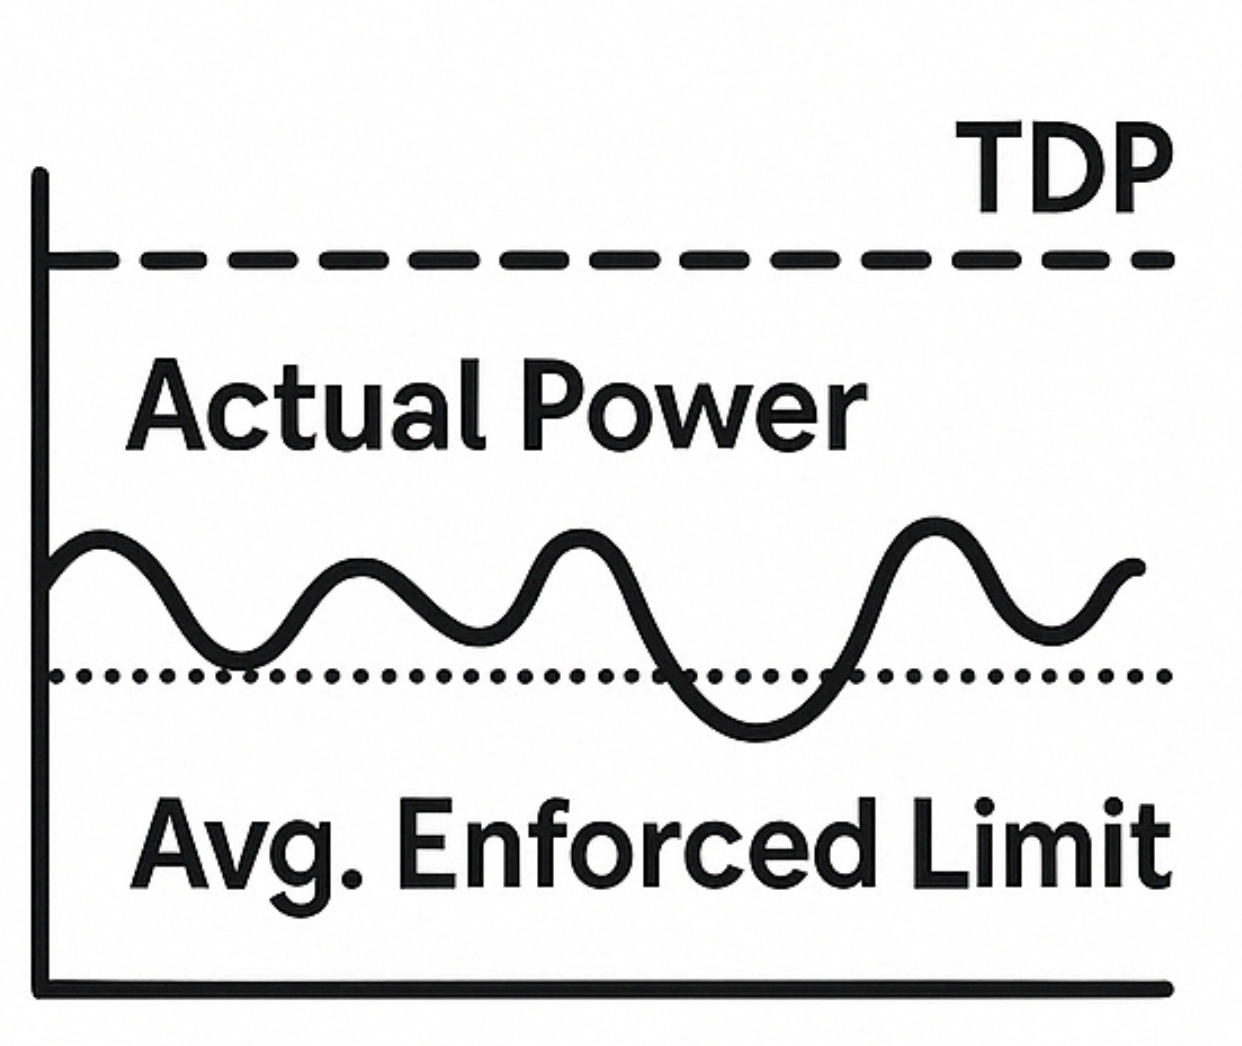 TDP
Actual Power
Avg. Enforced Limit